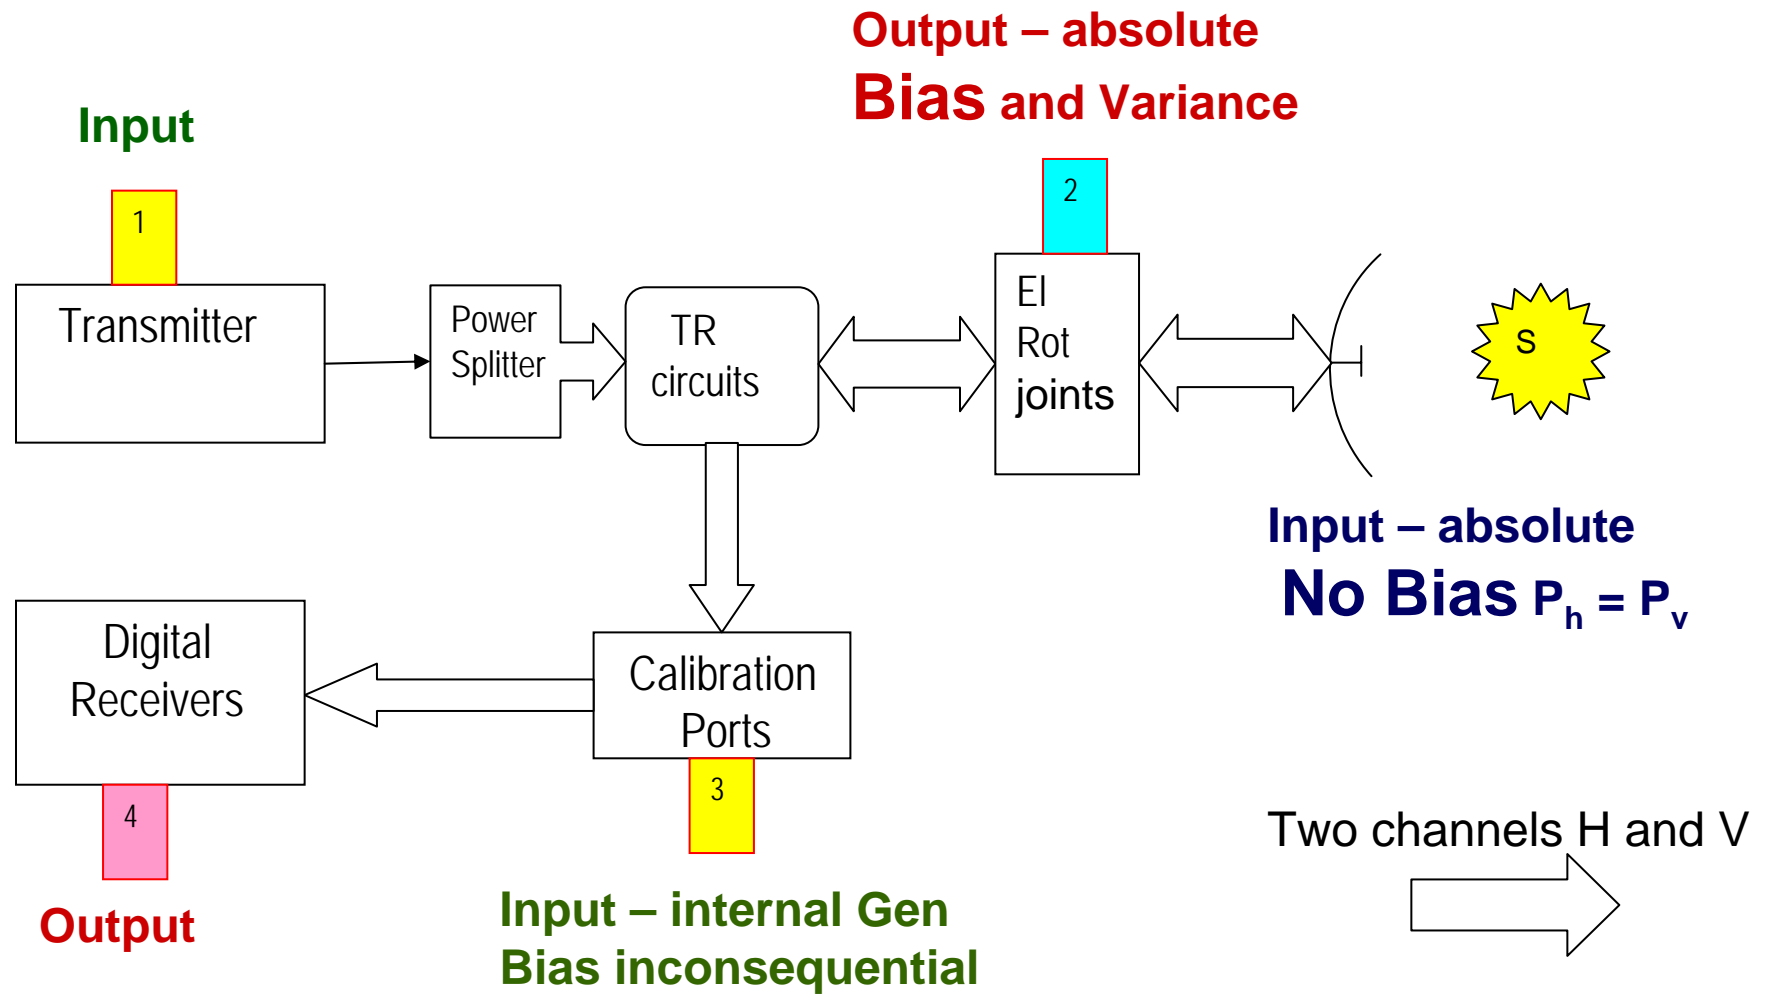 Output – absolute
Bias and Variance
Input
1
2
Transmitter
Power
Splitter
TR
circuits
El
Rot
joints
S
Input – absolute
No Bias Pₕ = Pᵥ
Digital
Receivers
Calibration
Ports
4
3
Two channels H and V
Output
Input – internal Gen
Bias inconsequential